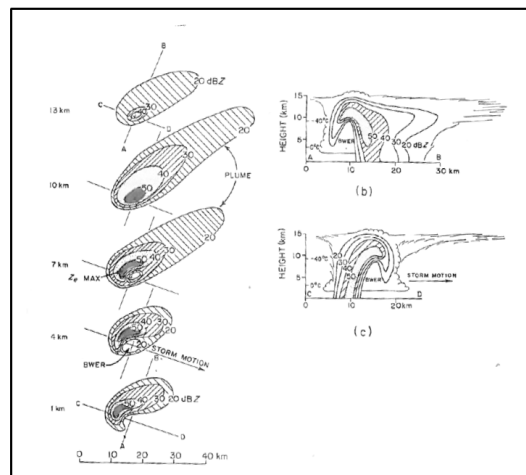 B
20 dBZ
13 km
C
30
40
D
A
20
10 km
30
40
50
PLUME
7 km
50 40 30
20
Ze MAX
4 km
50 40 30
20
20
BWER
STORM MOTION
B
1 km
C
50 40 30 20 dBZ
D
A
0 10 20 30 40 km
HEIGHT (km)
15
10
5
0
-40°C
0°C
BWER
50 40 30 20 dBZ
A
B
10 20 30 km
(b)
HEIGHT (km)
15
10
5
0
-40°C
0°C
20
30
40
50
BWER
STORM MOTION
C
D
10 20km
(c)